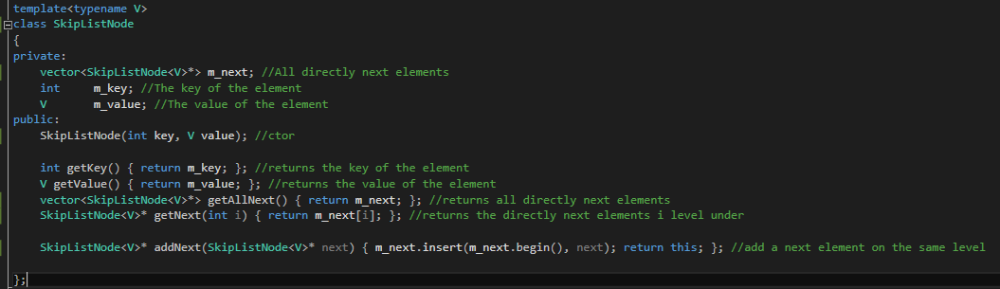 template<typename V>
class SkipListNode
{
private:
    vector<SkipListNode<V>*> m_next; //All directly next elements
    int     m_key; //The key of the element
    V       m_value; //The value of the element
public:
    SkipListNode(int key, V value); //ctor
    int getKey() { return m_key; }; //returns the key of the element
    V getValue() { return m_value; }; //returns the value of the element
    vector<SkipListNode<V>*> getAllNext() { return m_next; }; //returns all directly next elements
    SkipListNode<V>* getNext(int i) { return m_next[i]; }; //returns the directly next elements i level under
    SkipListNode<V>* addNext(SkipListNode<V>* next) { m_next.insert(m_next.begin(), next); return this; }; //add a next element on the same level
};